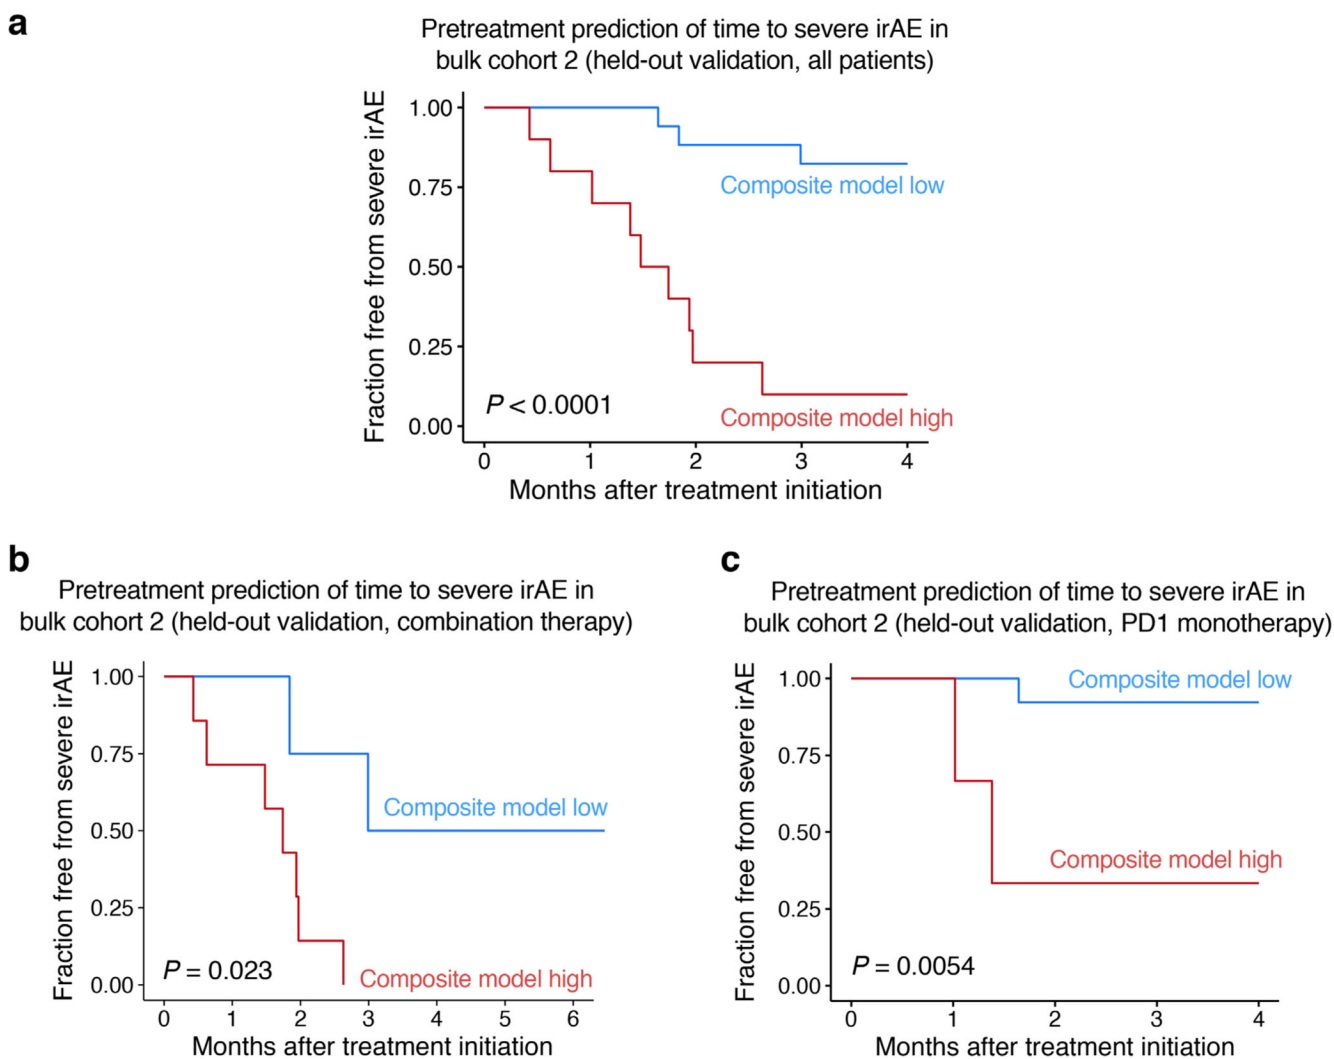 a
Pretreatment prediction of time to severe irAE in
bulk cohort 2 (held-out validation, all patients)
Fraction free from severe irAE
1.00
0.75
0.50
0.25
0.00
Composite model low
P < 0.0001
Composite model high
0 1 2 3 4
Months after treatment initiation
b
Pretreatment prediction of time to severe irAE in
bulk cohort 2 (held-out validation, combination therapy)
Fraction free from severe irAE
1.00
0.75
0.50
0.25
0.00
Composite model low
P = 0.023
Composite model high
0 1 2 3 4 5 6
Months after treatment initiation
c
Pretreatment prediction of time to severe irAE in
bulk cohort 2 (held-out validation, PD1 monotherapy)
Fraction free from severe irAE
1.00
0.75
0.50
0.25
0.00
Composite model low
Composite model high
P = 0.0054
0 1 2 3 4
Months after treatment initiation